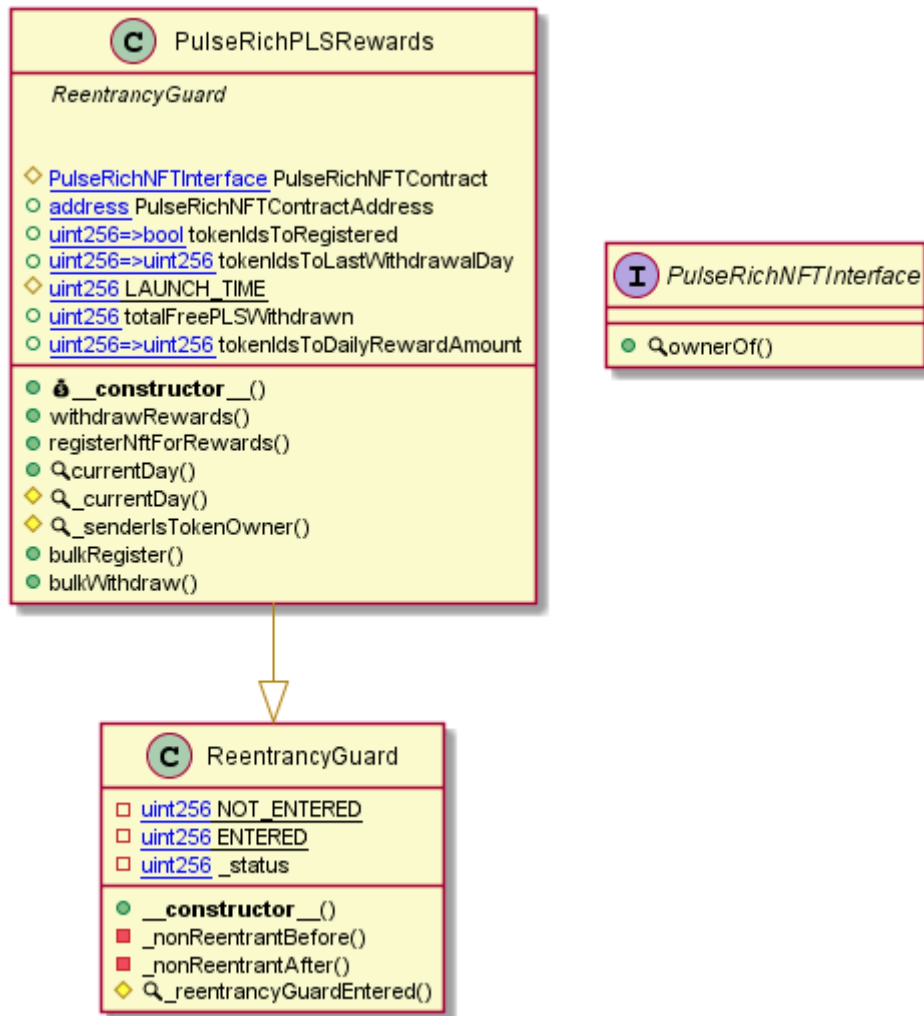 C PulseRichPLSRewards
ReentrancyGuard
PulseRichNFTInterface PulseRichNFTContract
address PulseRichNFTContractAddress
uint256=>bool tokenIdsToRegistered
uint256=>uint256 tokenIdsToLastWithdrawalDay
uint256 LAUNCH_TIME
uint256 totalFreePLSWithdrawn
uint256=>uint256 tokenIdsToDailyRewardAmount
__constructor__()
withdrawRewards()
registerNftForRewards()
currentDay()
_currentDay()
_senderIsTokenOwner()
bulkRegister()
bulkWithdraw()
I PulseRichNFTInterface
ownerOf()
C ReentrancyGuard
uint256 NOT_ENTERED
uint256 ENTERED
uint256 _status
__constructor__()
_nonReentrantBefore()
_nonReentrantAfter()
_reentrancyGuardEntered()